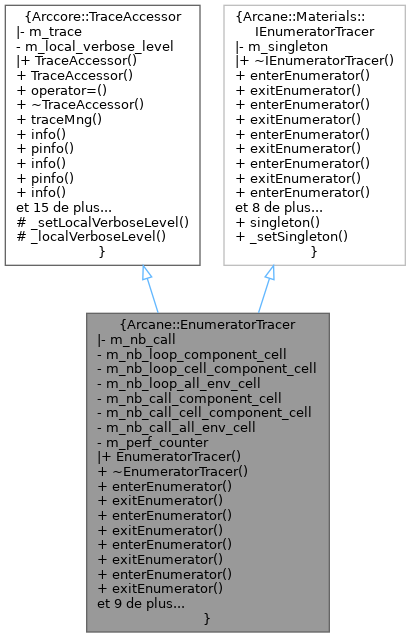 {Arccore::TraceAccessor
|- m_trace
- m_local_verbose_level
|+ TraceAccessor()
+ TraceAccessor()
+ operator=()
+ ~TraceAccessor()
+ traceMng()
+ info()
+ pinfo()
+ info()
+ pinfo()
+ info()
et 15 de plus...
# _setLocalVerboseLevel()
# _localVerboseLevel()
}
{Arcane::Materials::
IEnumeratorTracer
|- m_singleton
|+ ~IEnumeratorTracer()
+ enterEnumerator()
+ exitEnumerator()
+ enterEnumerator()
+ exitEnumerator()
+ enterEnumerator()
+ exitEnumerator()
+ enterEnumerator()
+ exitEnumerator()
+ enterEnumerator()
et 8 de plus...
+ singleton()
+ _setSingleton()
}
{Arcane::EnumeratorTracer
|- m_nb_call
- m_nb_loop_component_cell
- m_nb_loop_cell_component_cell
- m_nb_loop_all_env_cell
- m_nb_call_component_cell
- m_nb_call_cell_component_cell
- m_nb_call_all_env_cell
- m_perf_counter
|+ EnumeratorTracer()
+ ~EnumeratorTracer()
+ enterEnumerator()
+ exitEnumerator()
+ enterEnumerator()
+ exitEnumerator()
+ enterEnumerator()
+ exitEnumerator()
+ enterEnumerator()
+ exitEnumerator()
et 9 de plus...
}